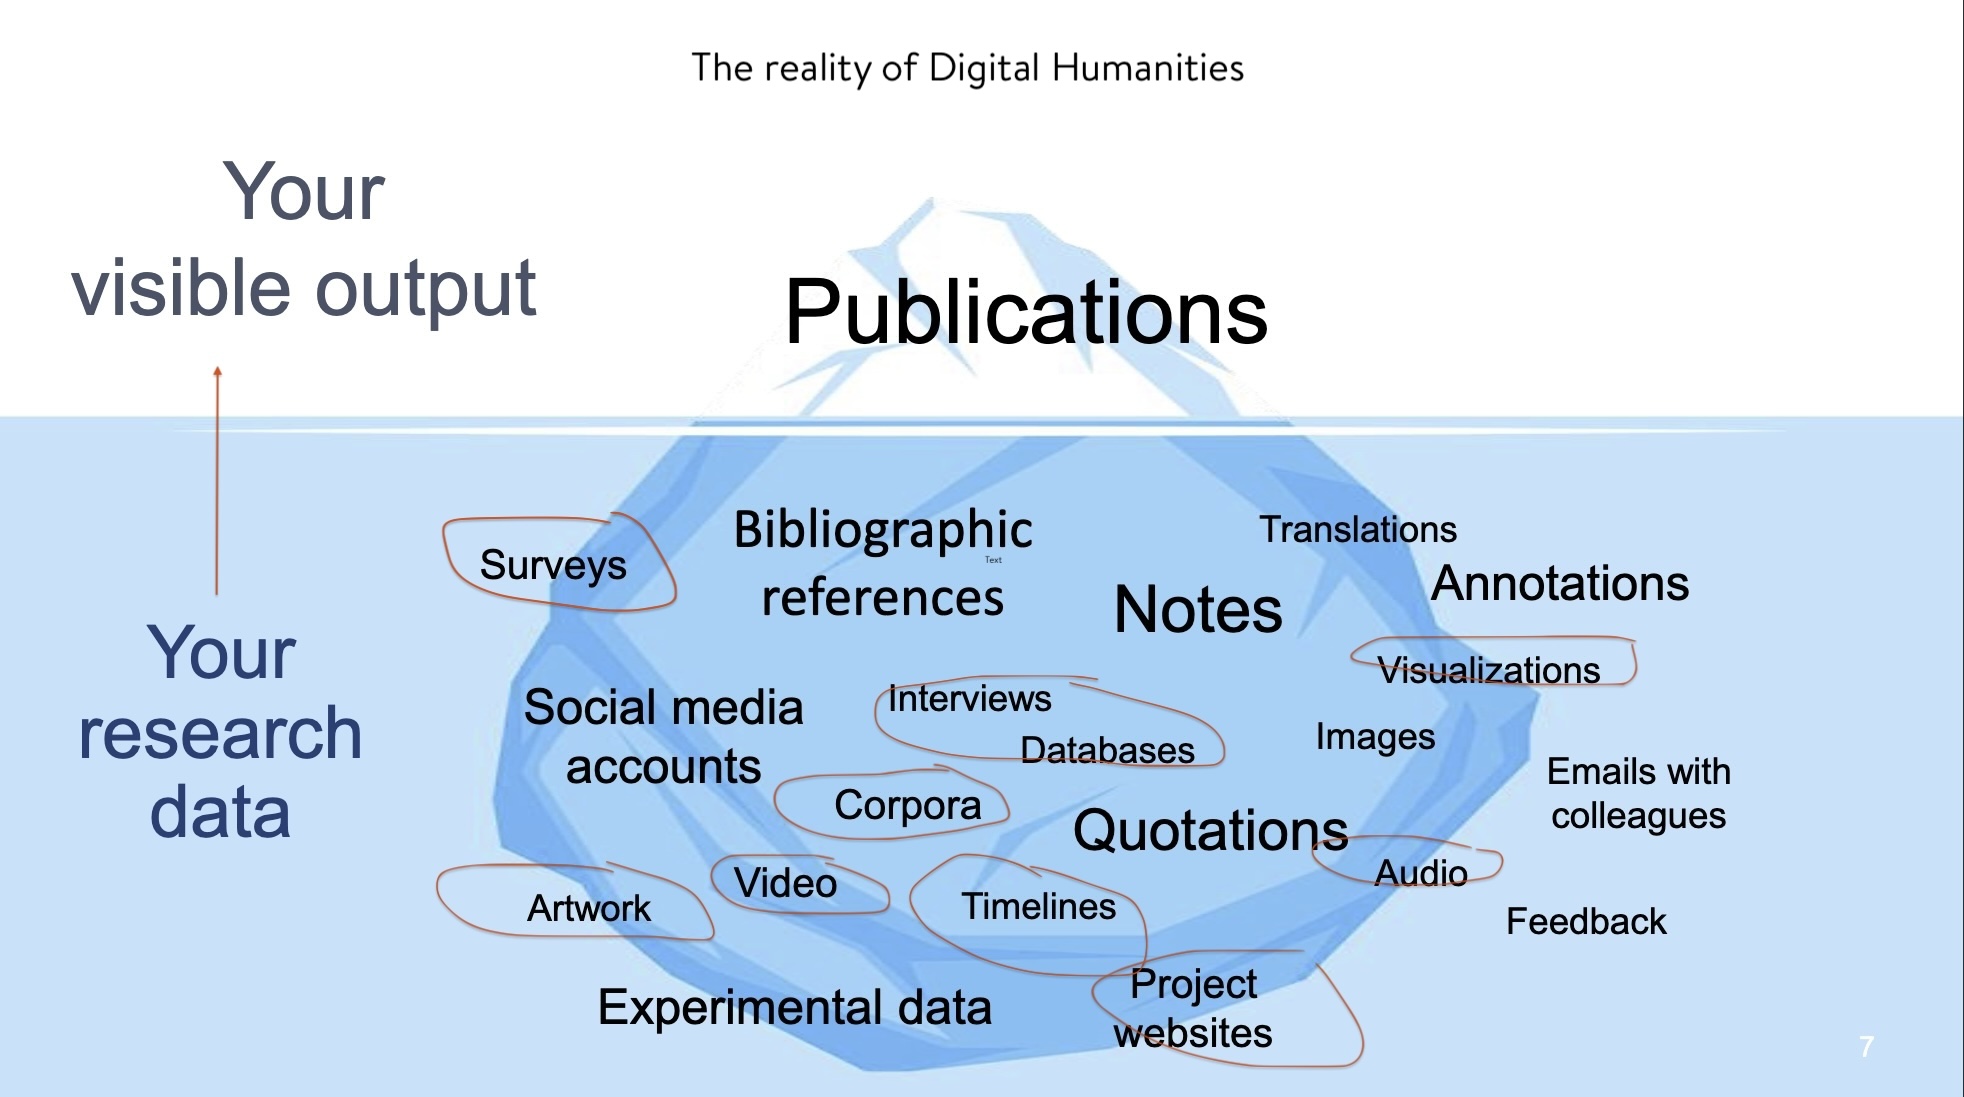 The reality of Digital Humanities
Your
visible output
Publications
Your
research
data
Surveys
Bibliographic
Text
references
Translations
Annotations
Notes
Visualizations
Social media
accounts
Interviews
Databases
Images
Emails with
colleagues
Corpora
Quotations
Audio
Video
Artwork
Timelines
Feedback
Experimental data
Project
websites
7